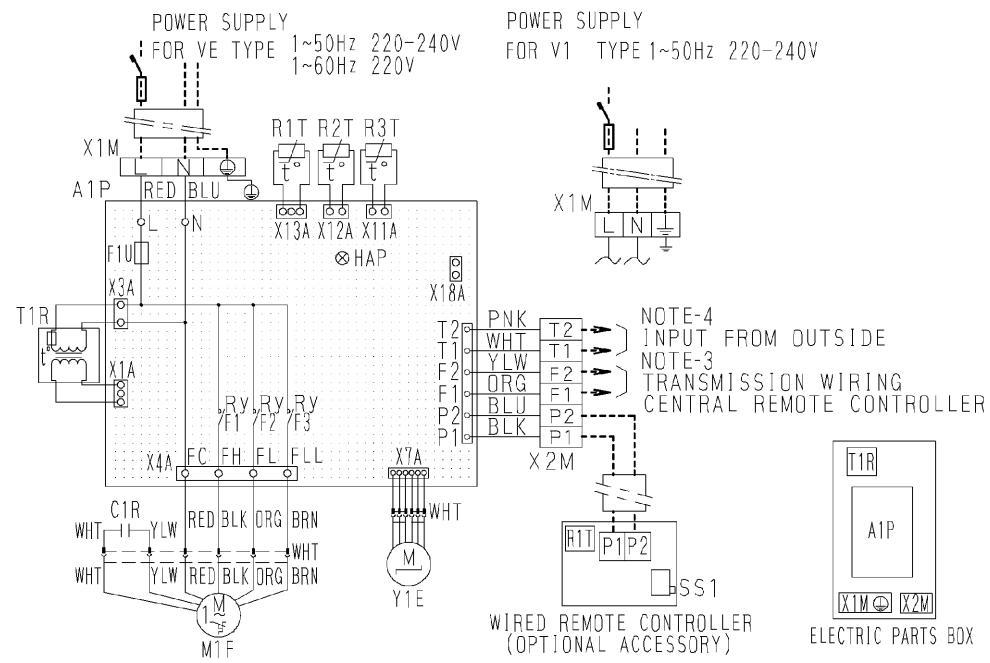 POWER SUPPLY
FOR VE TYPE 1~50Hz 220-240V
1~60Hz 220V
POWER SUPPLY
FOR V1 TYPE 1~50Hz 220-240V
X1M
L N
A1P RED BLU
R1T R2T R3T
t° t° t°
X13A X12A X11A
X1M
L N
L N
F1U
HAP
X18A
X3A
T1R
t°
X1A
T2 PNK T2
T1 WHT T1
F2 YLW F2
F1 ORG F1
P2 BLU P2
P1 BLK P1
X2M
NOTE-4
INPUT FROM OUTSIDE
NOTE-3
TRANSMISSION WIRING
CENTRAL REMOTE CONTROLLER
Ry Ry Ry
F1 F2 F3
X4A FC FH FL FLL
X7A
WHT
M
Y1E
C1R
WHT YLW RED BLK ORG BRN
WHT
WHT YLW RED BLK ORG BRN
M
1~
M1F
R1T P1 P2
SS1
WIRED REMOTE CONTROLLER
(OPTIONAL ACCESSORY)
T1R
A1P
X1M X2M
ELECTRIC PARTS BOX